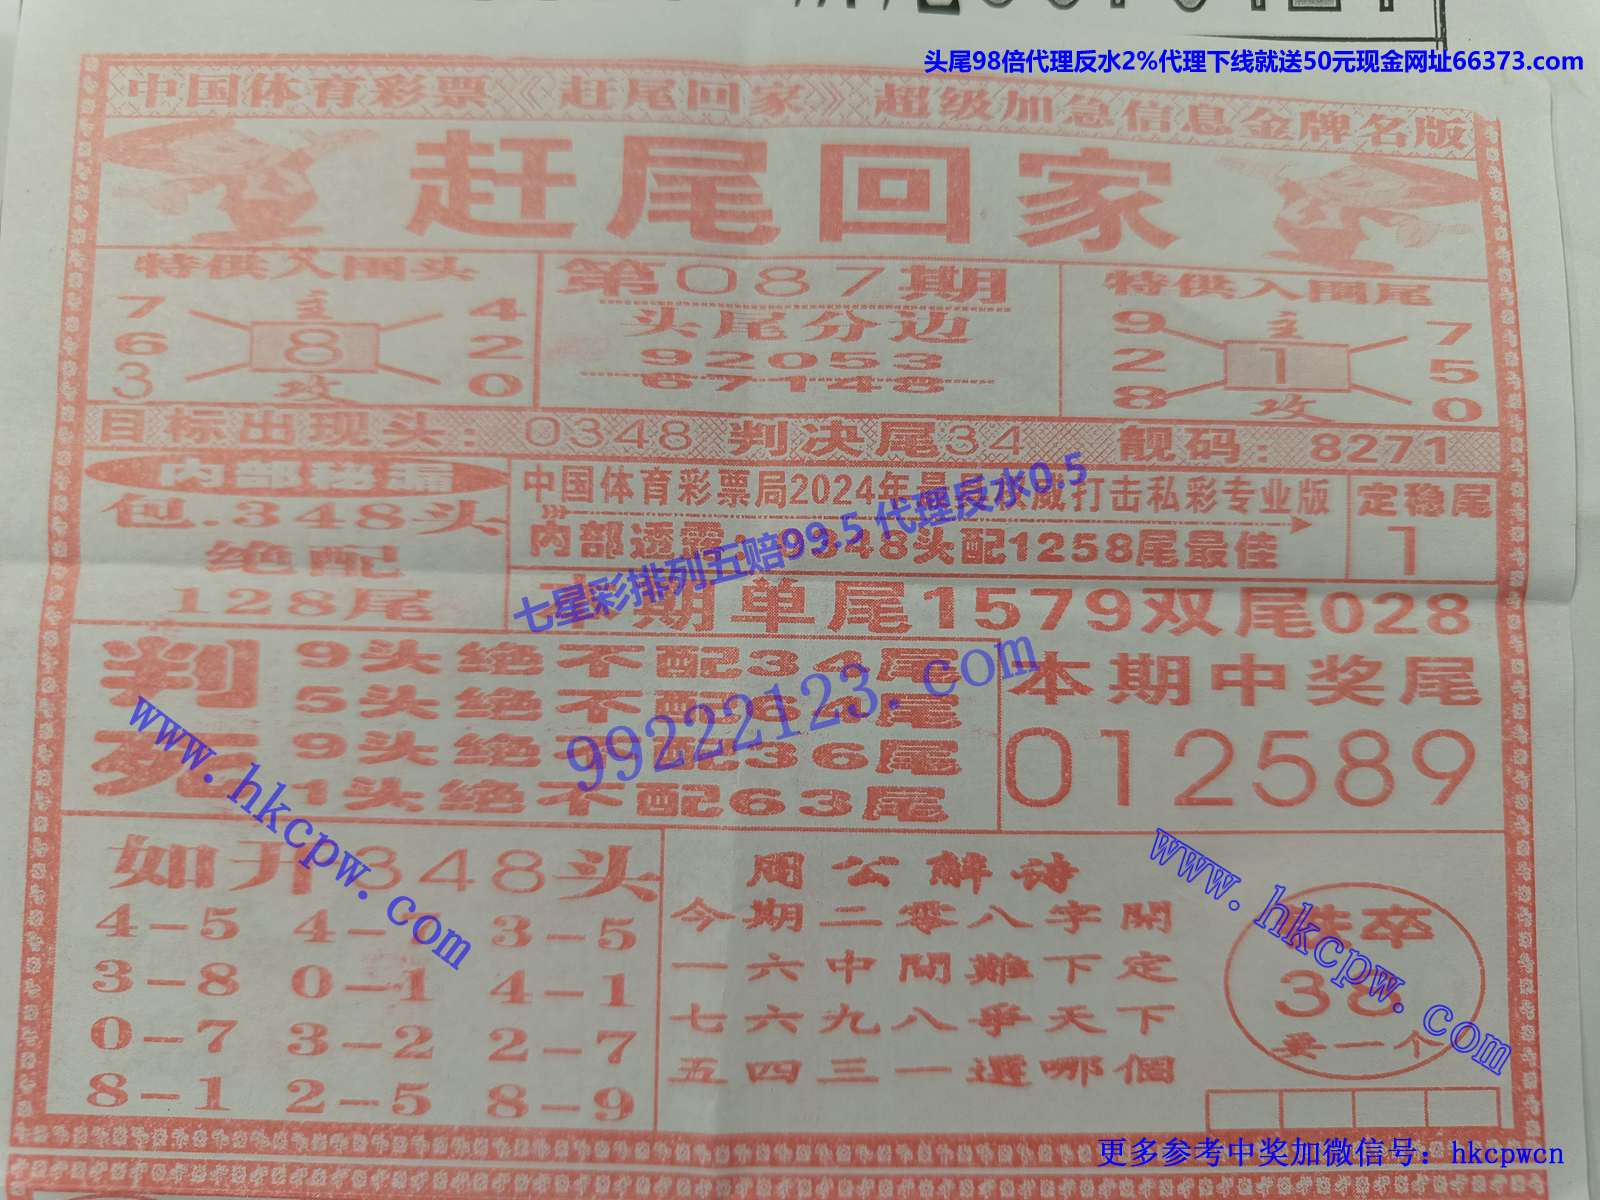 头尾98倍代理反水2%代理下线就送50元现金网址66373.com
中国体育彩票《赶尾回家》超级加急信息金牌名版
赶尾回家
特供入围头
7 主 4
6 8 2
3 攻 0
第087期
头尾分边
92053
67148
特供入围尾
9 主 7
2 1 5
8 攻 0
目标出现头:0348 判决尾34 靓码:8271
内部秘漏
包.348头
绝配
128尾
中国体育彩票局2024年最 权威打击私彩专业版
内部透露: 348头配1258尾最佳
定稳尾
1
本期单尾1579双尾028
七星彩排列五赔99.5 代理反水0.5
99222123.com
判死
9头绝不配34尾
5头绝不配 尾
9头绝不配36尾
1头绝不配63尾
本期中奖尾
012589
www.hkcpw.com
如开348头
4-5 4-1 3-5
3-8 0-1 4-1
0-7 3-2 2-7
8-1 2-5 8-9
周公解诗
今期二零八字開
一六中間難下定
七六九八爭天下
五四三一選哪個
卒
38
一个
www.hkcpw.com
更多参考中奖加微信号:hkcpwcn